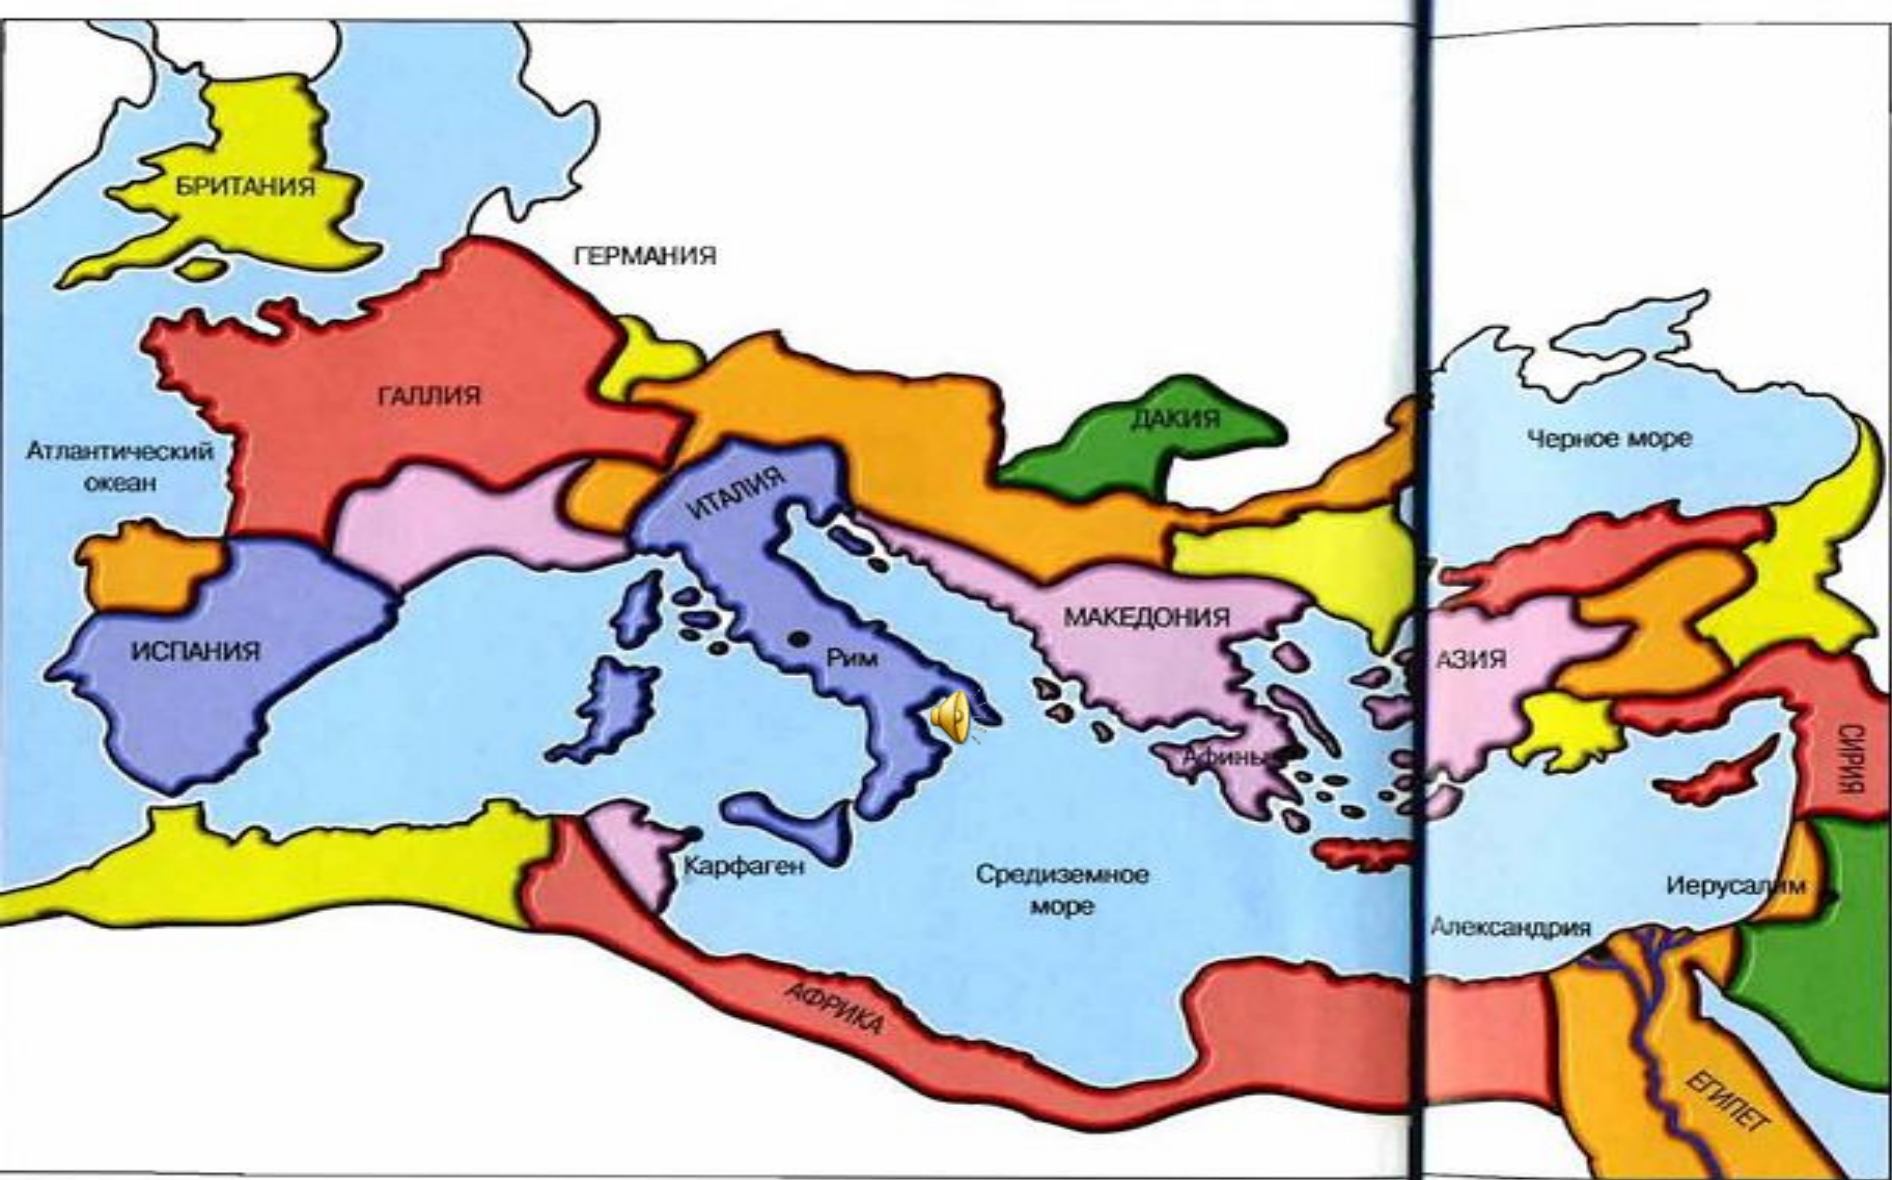 БРИТАНИЯ
ГЕРМАНИЯ
ГАЛЛИЯ
ДАКИЯ
Черное море
Атлантический
океан
ИТАЛИЯ
МАКЕДОНИЯ
ИСПАНИЯ
Рим
АЗИЯ
Афины
СИРИЯ
Карфаген
Средиземное
море
Иерусалим
Александрия
АФРИКА
ЕГИПЕТ